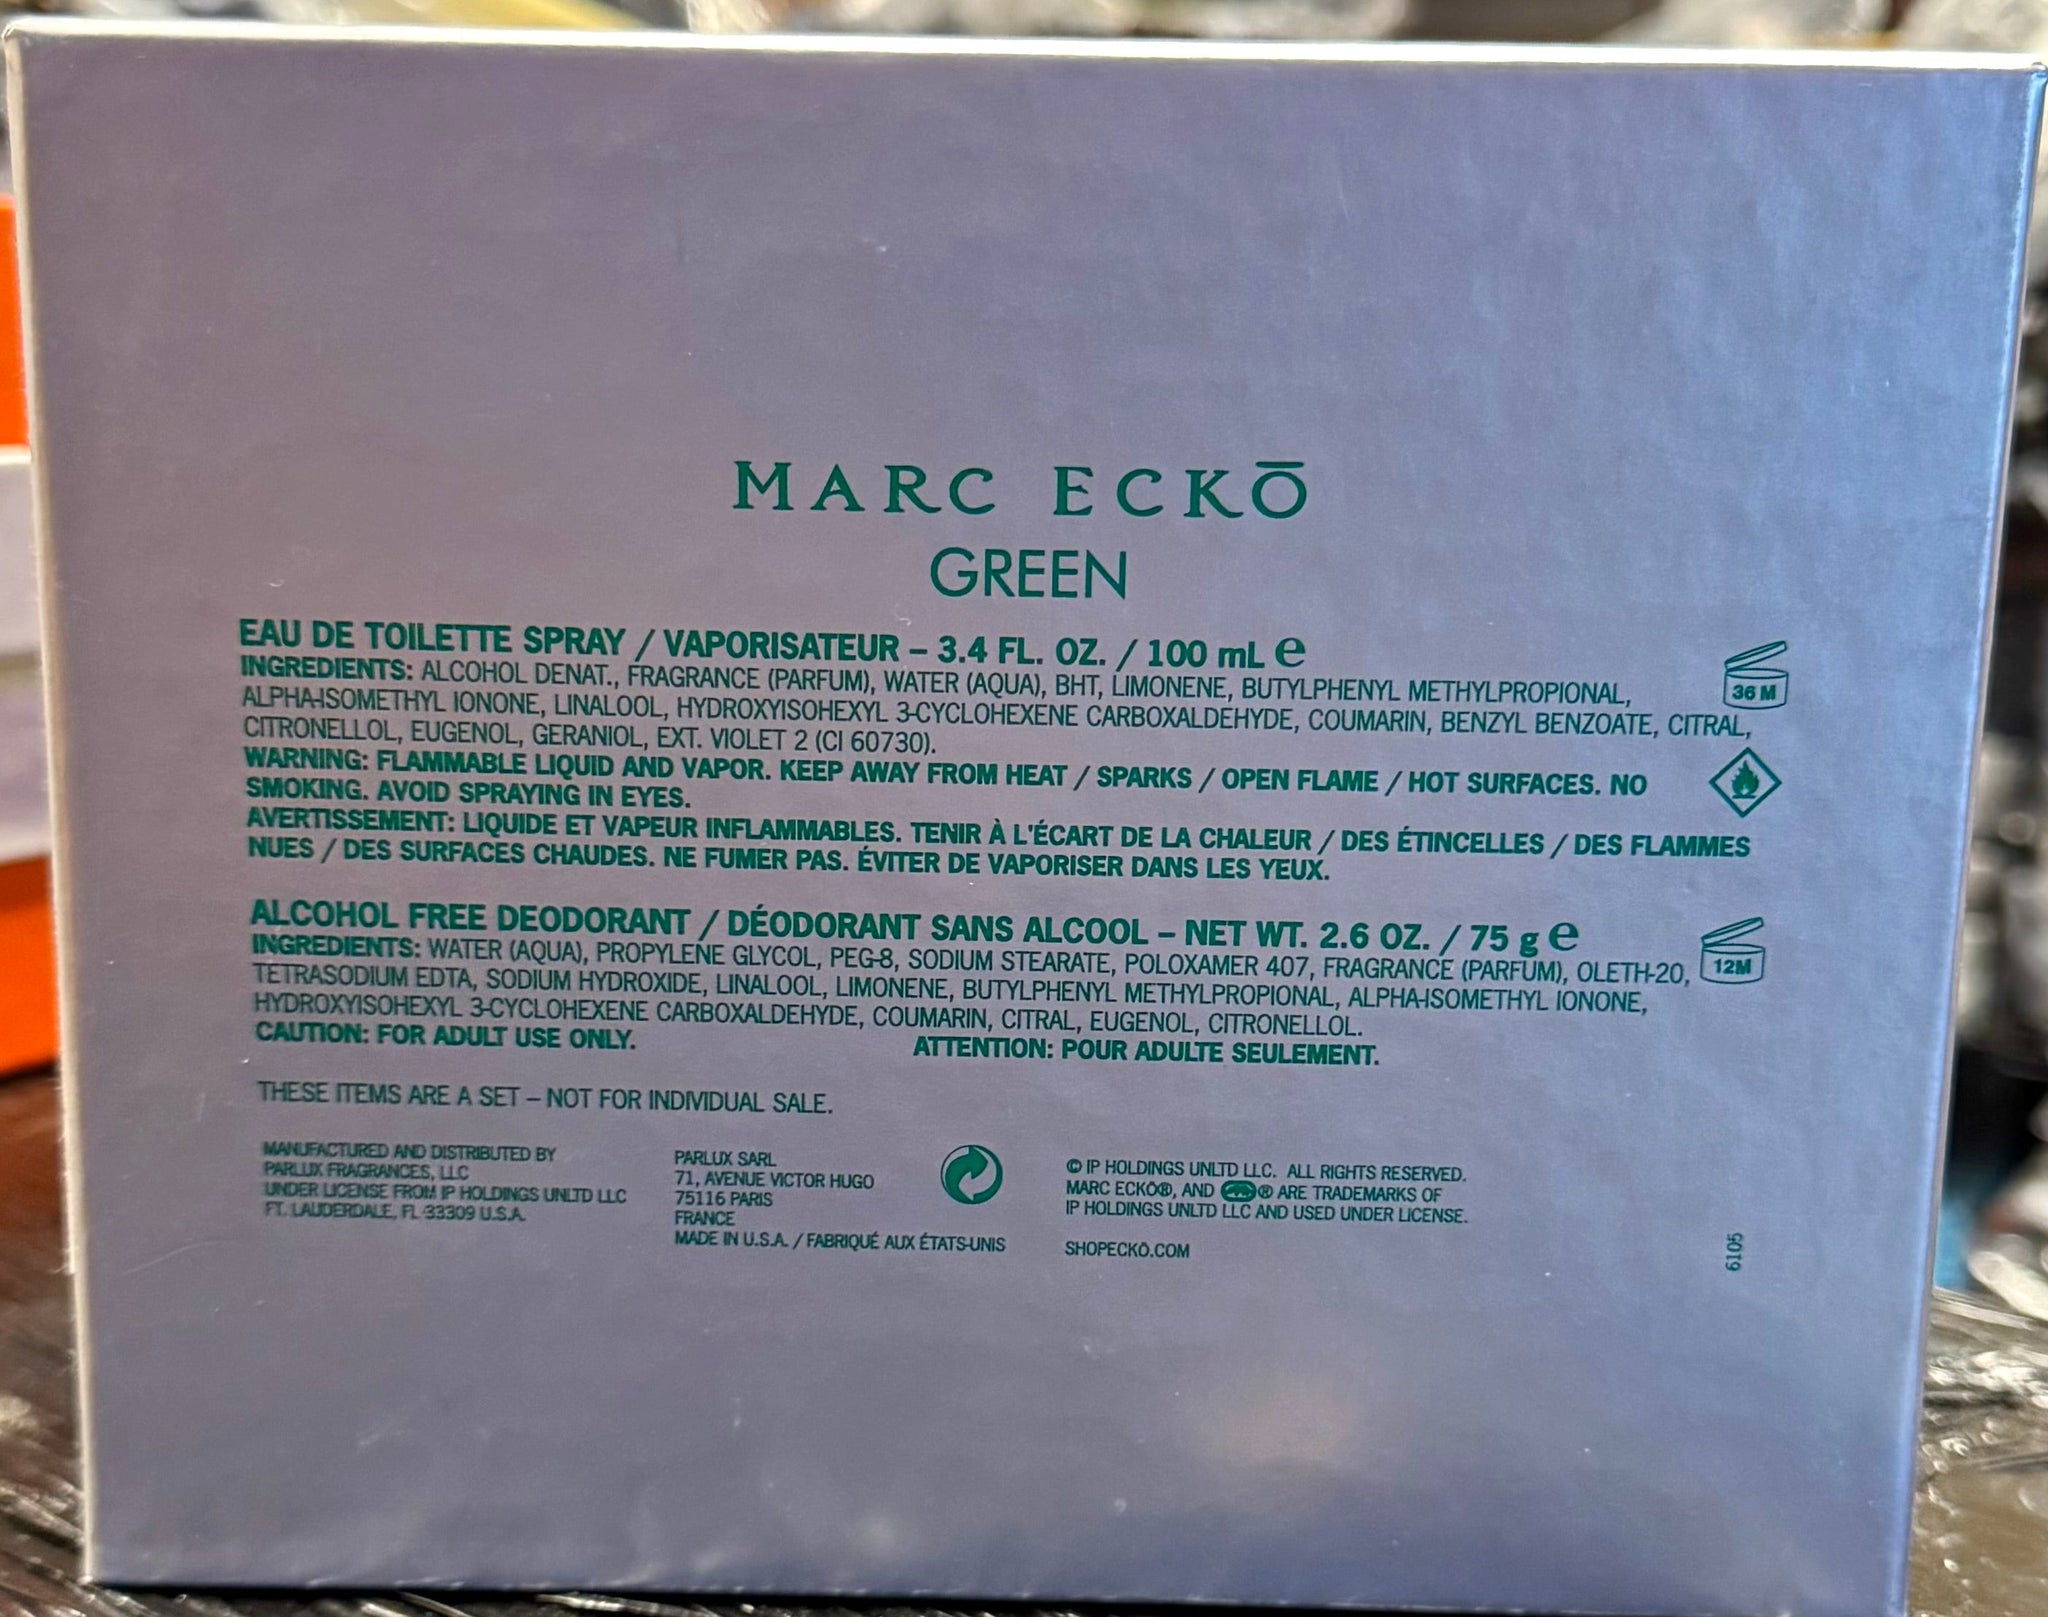 MARC ECKŌ
GREEN
EAU DE TOILETTE SPRAY / VAPORISATEUR – 3.4 FL. OZ. / 100 mL ℮
INGREDIENTS: ALCOHOL DENAT., FRAGRANCE (PARFUM), WATER (AQUA), BHT, LIMONENE, BUTYLPHENYL METHYLPROPIONAL,
ALPHA-ISOMETHYL IONONE, LINALOOL, HYDROXYISOHEXYL 3-CYCLOHEXENE CARBOXALDEHYDE, COUMARIN, BENZYL BENZOATE, CITRAL,
CITRONELLOL, EUGENOL, GERANIOL, EXT. VIOLET 2 (CI 60730).
36 M
WARNING: FLAMMABLE LIQUID AND VAPOR. KEEP AWAY FROM HEAT / SPARKS / OPEN FLAME / HOT SURFACES. NO
SMOKING. AVOID SPRAYING IN EYES.
AVERTISSEMENT: LIQUIDE ET VAPEUR INFLAMMABLES. TENIR À L'ÉCART DE LA CHALEUR / DES ÉTINCELLES / DES FLAMMES
NUES / DES SURFACES CHAUDES. NE FUMER PAS. ÉVITER DE VAPORISER DANS LES YEUX.
ALCOHOL FREE DEODORANT / DÉODORANT SANS ALCOOL – NET WT. 2.6 OZ. / 75 g ℮
INGREDIENTS: WATER (AQUA), PROPYLENE GLYCOL, PEG-8, SODIUM STEARATE, POLOXAMER 407, FRAGRANCE (PARFUM), OLETH-20,
TETRASODIUM EDTA, SODIUM HYDROXIDE, LINALOOL, LIMONENE, BUTYLPHENYL METHYLPROPIONAL, ALPHA-ISOMETHYL IONONE,
HYDROXYISOHEXYL 3-CYCLOHEXENE CARBOXALDEHYDE, COUMARIN, CITRAL, EUGENOL, CITRONELLOL.
12M
CAUTION: FOR ADULT USE ONLY. ATTENTION: POUR ADULTE SEULEMENT.
THESE ITEMS ARE A SET – NOT FOR INDIVIDUAL SALE.
MANUFACTURED AND DISTRIBUTED BY
PARLUX FRAGRANCES, LLC
UNDER LICENSE FROM IP HOLDINGS UNLTD LLC
FT. LAUDERDALE, FL 33309 U.S.A.
PARLUX SARL
71, AVENUE VICTOR HUGO
75116 PARIS
FRANCE
MADE IN U.S.A. / FABRIQUÉ AUX ÉTATS-UNIS
© IP HOLDINGS UNLTD LLC. ALL RIGHTS RESERVED.
MARC ECKŌ®, AND ® ARE TRADEMARKS OF
IP HOLDINGS UNLTD LLC AND USED UNDER LICENSE.
SHOPECKŌ.COM
6105